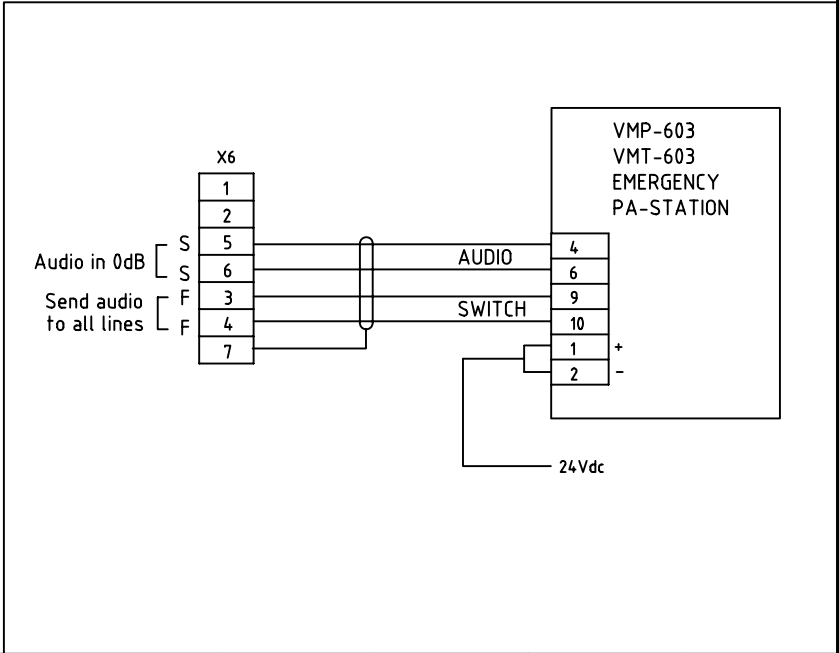 VMP-603
VMT-603
EMERGENCY
PA-STATION
X6
1
2
S 5 AUDIO 4
Audio in 0dB
S 6 6
F 3 9
Send audio
to all lines
SWITCH
F 4 10
7
1 +
2 -
24Vdc